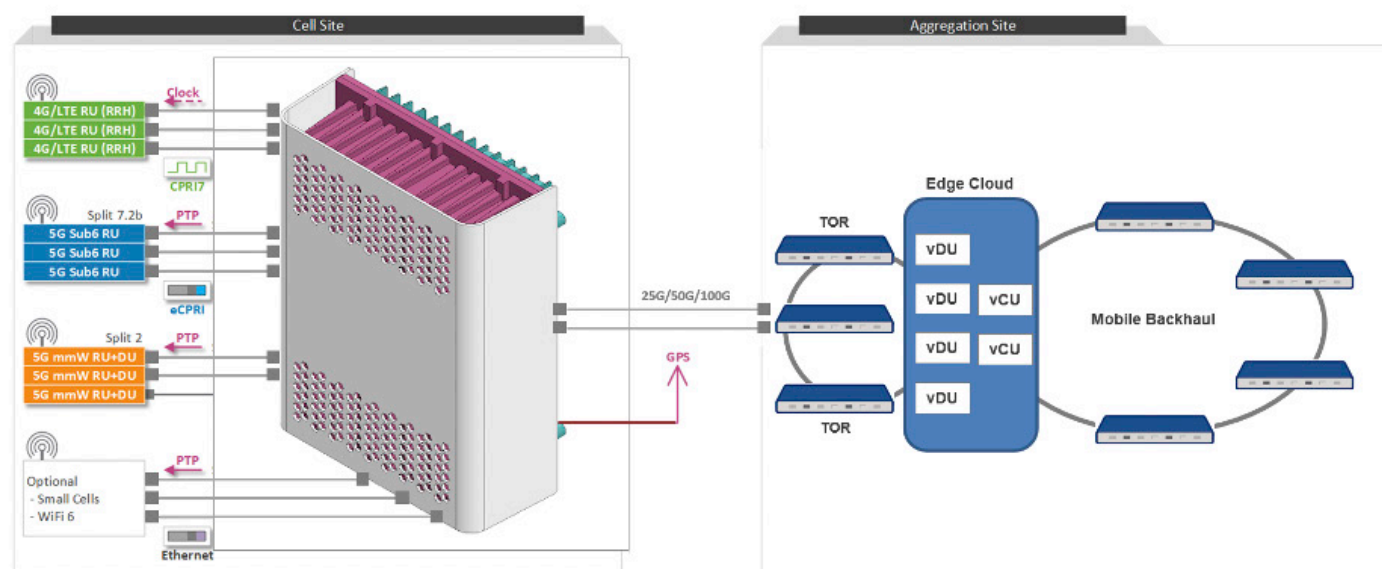 Cell Site
Clock
4G/LTE RU (RRH)
4G/LTE RU (RRH)
4G/LTE RU (RRH)
CPRI7
Split 7.2b
PTP
5G Sub6 RU
5G Sub6 RU
5G Sub6 RU
eCPRI
Split 2
PTP
5G mmW RU+DU
5G mmW RU+DU
5G mmW RU+DU
PTP
Optional
- Small Cells
- WiFi 6
Ethernet
25G/50G/100G
GPS
Aggregation Site
Edge Cloud
TOR
TOR
vDU
vDU
vCU
vDU
vCU
vDU
Mobile Backhaul